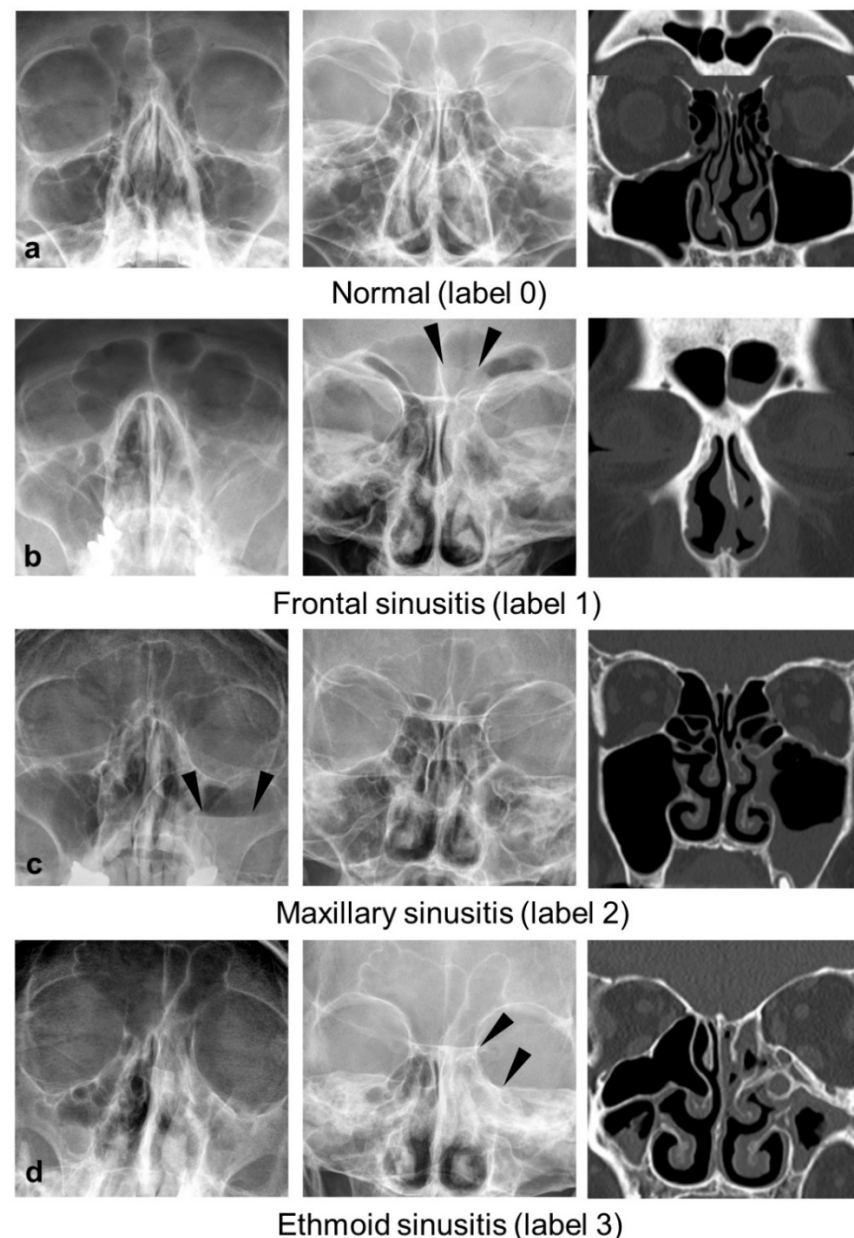 a
Normal (label 0)
b
Frontal sinusitis (label 1)
c
Maxillary sinusitis (label 2)
d
Ethmoid sinusitis (label 3)